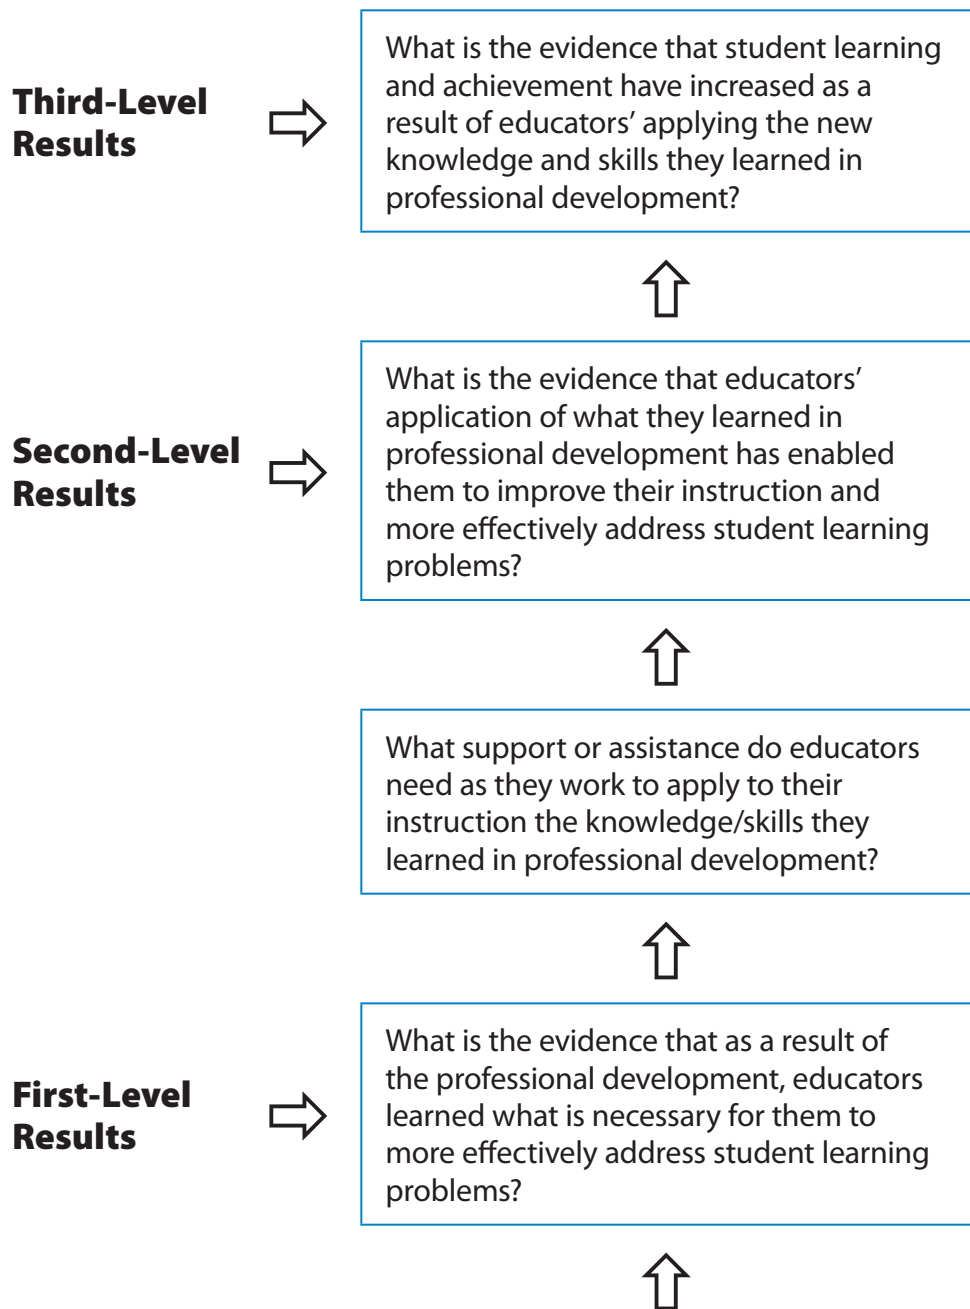 Third-Level
Results
What is the evidence that student learning
and achievement have increased as a
result of educators’ applying the new
knowledge and skills they learned in
professional development?
Second-Level
Results
What is the evidence that educators’
application of what they learned in
professional development has enabled
them to improve their instruction and
more effectively address student learning
problems?
What support or assistance do educators
need as they work to apply to their
instruction the knowledge/skills they
learned in professional development?
First-Level
Results
What is the evidence that as a result of
the professional development, educators
learned what is necessary for them to
more effectively address student learning
problems?